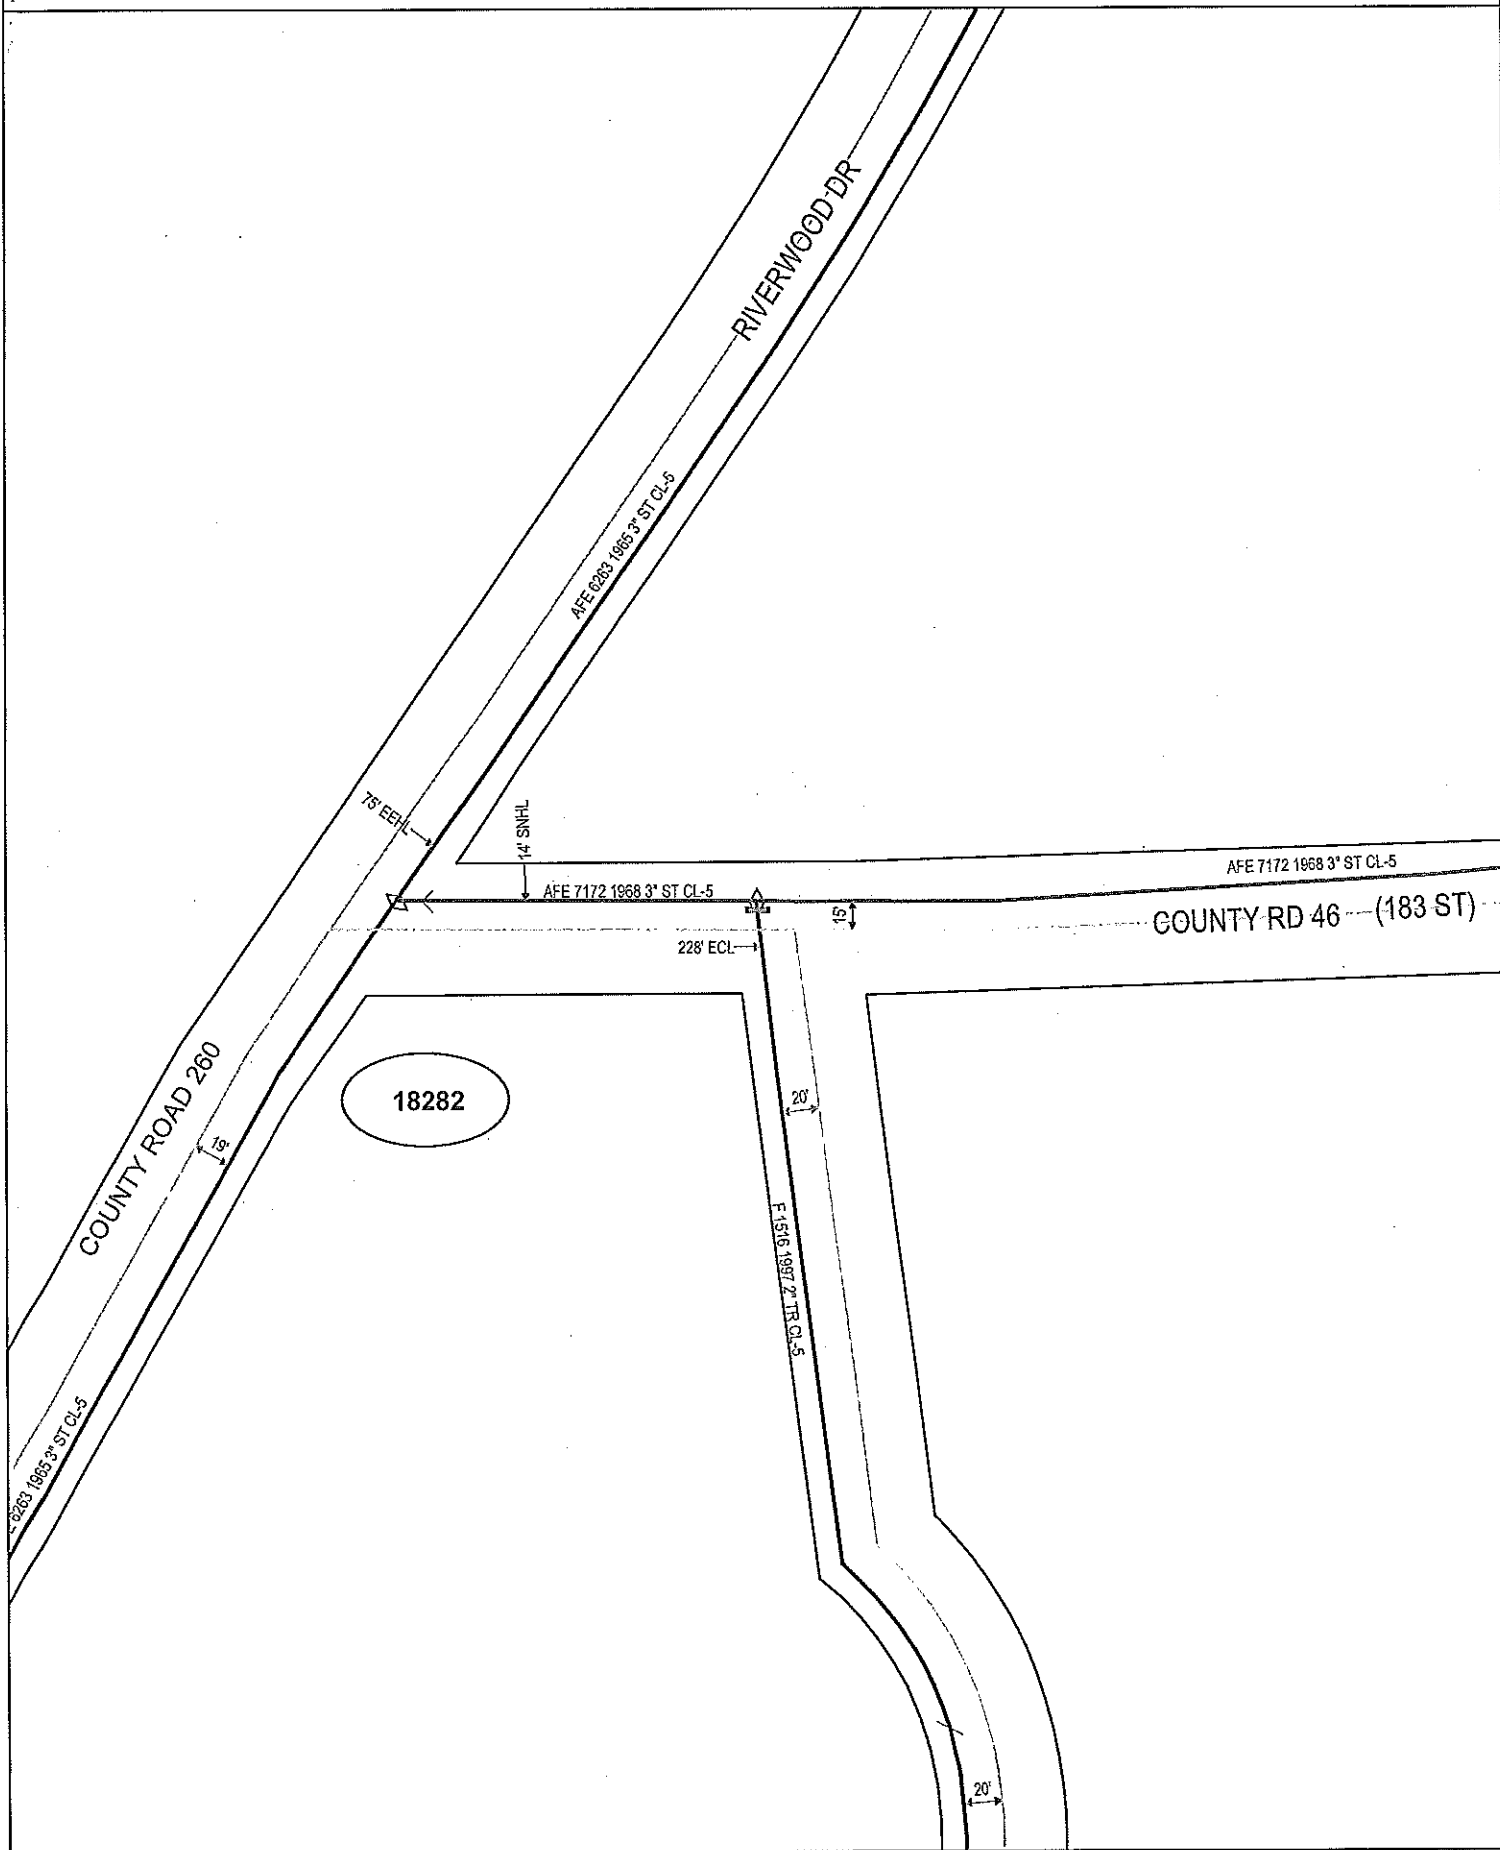 RIVERWOOD DR
AFE 6263 1965 3" ST CL-5
75' EEHL
14' SNHL
AFE 7172 1968 3" ST CL-5
AFE 7172 1968 3" ST CL-5
15'
COUNTY RD 46 (183 ST)
228' ECL
COUNTY ROAD 260
18282
20'
19'
F 1516 1997 2" TR CL-5
6263 1965 3" ST CL-5
20'